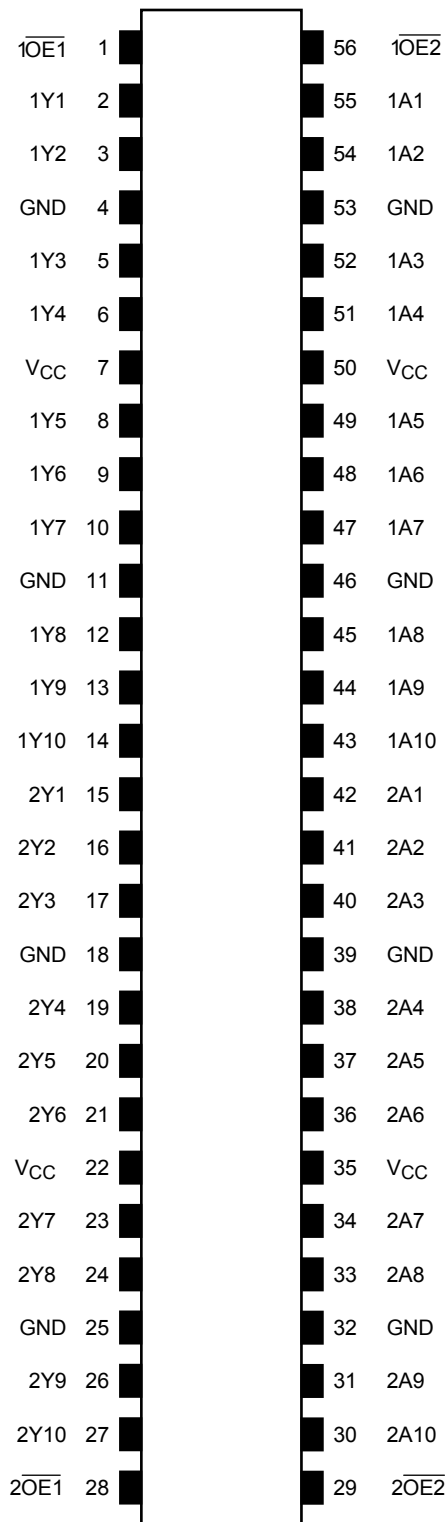 1OE1 1 56 1OE2
1Y1 2 55 1A1
1Y2 3 54 1A2
GND 4 53 GND
1Y3 5 52 1A3
1Y4 6 51 1A4
VCC 7 50 VCC
1Y5 8 49 1A5
1Y6 9 48 1A6
1Y7 10 47 1A7
GND 11 46 GND
1Y8 12 45 1A8
1Y9 13 44 1A9
1Y10 14 43 1A10
2Y1 15 42 2A1
2Y2 16 41 2A2
2Y3 17 40 2A3
GND 18 39 GND
2Y4 19 38 2A4
2Y5 20 37 2A5
2Y6 21 36 2A6
VCC 22 35 VCC
2Y7 23 34 2A7
2Y8 24 33 2A8
GND 25 32 GND
2Y9 26 31 2A9
2Y10 27 30 2A10
2OE1 28 29 2OE2